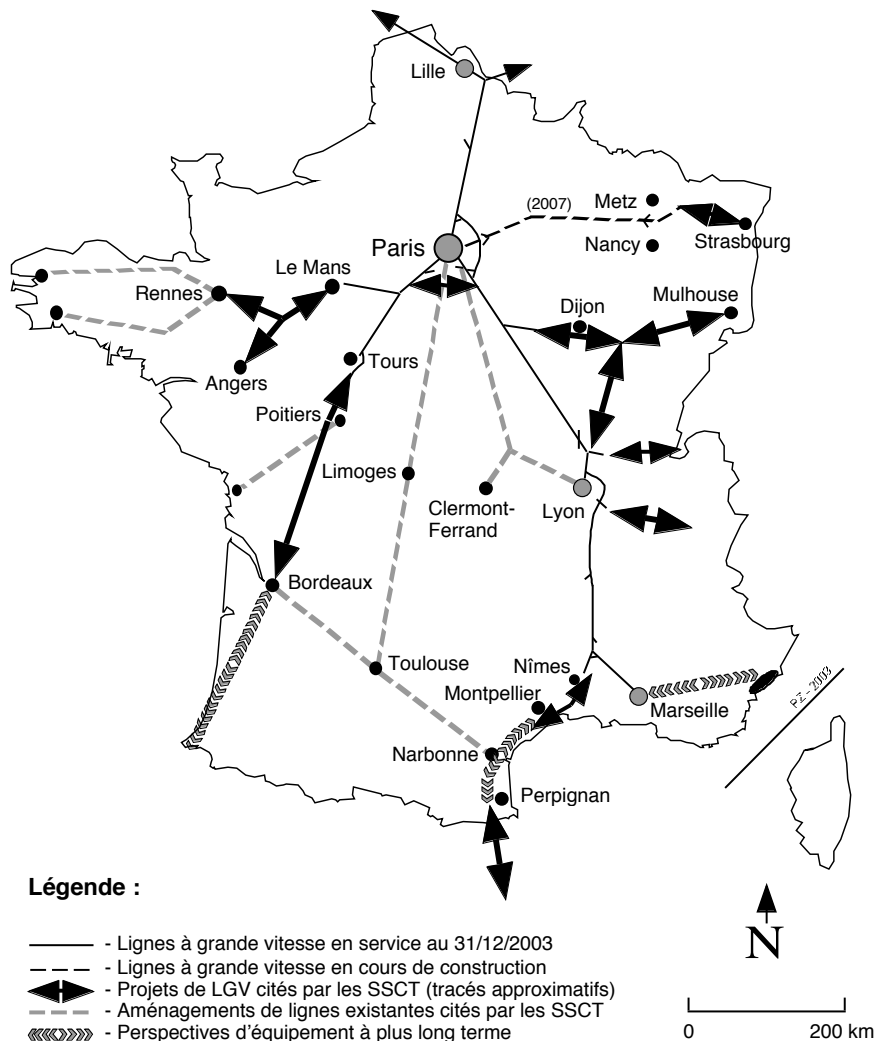 Lille
(2007)
Metz
Nancy
Strasbourg
Paris
Le Mans
Rennes
Dijon
Mulhouse
Angers
Tours
Poitiers
Limoges
Clermont-
Ferrand
Lyon
Bordeaux
Toulouse
Nîmes
Montpellier
Marseille
PZ-2003
Narbonne
Perpignan
Légende :
- Lignes à grande vitesse en service au 31/12/2003
- Lignes à grande vitesse en cours de construction
- Projets de LGV cités par les SSCT (tracés approximatifs)
- Aménagements de lignes existantes cités par les SSCT
- Perspectives d'équipement à plus long terme
N
0 200 km